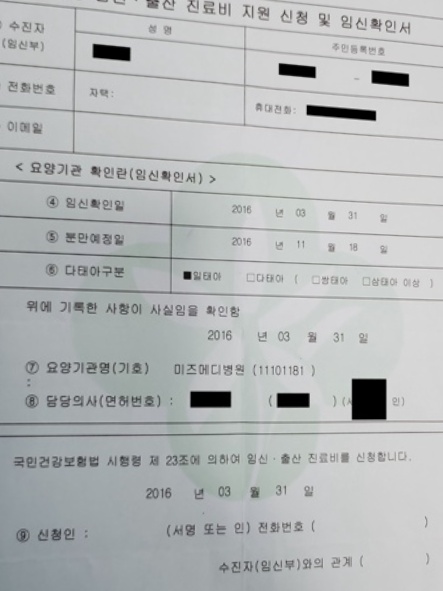 · 출산 진료비 지원 신청 및 임신확인서
수진자
(임신부)
성 명
주민등록번호
–
전화번호
자택:
휴대전화:
이메일
< 요양기관 확인란(임신확인서) >
④ 임신확인일 2016 년 03 월 31 일
⑤ 분만예정일 2016 년 11 월 18 일
⑥ 다태아구분 ■일태아 □다태아 ( □쌍태아 □삼태아 이상 )
위에 기록한 사항이 사실임을 확인함
2016 년 03 월 31 일
⑦ 요양기관명(기호) 미즈메디병원 (11101181 )
:
⑧ 담당의사(면허번호) : ( ) ( 인)
국민건강보험법 시행령 제 23조에 의하여 임신 · 출산 진료비를 신청합니다.
2016 년 03 월 31 일
⑨ 신청인 : (서명 또는 인) 전화번호 ( )
수진자(임신부)와의 관계 ( )